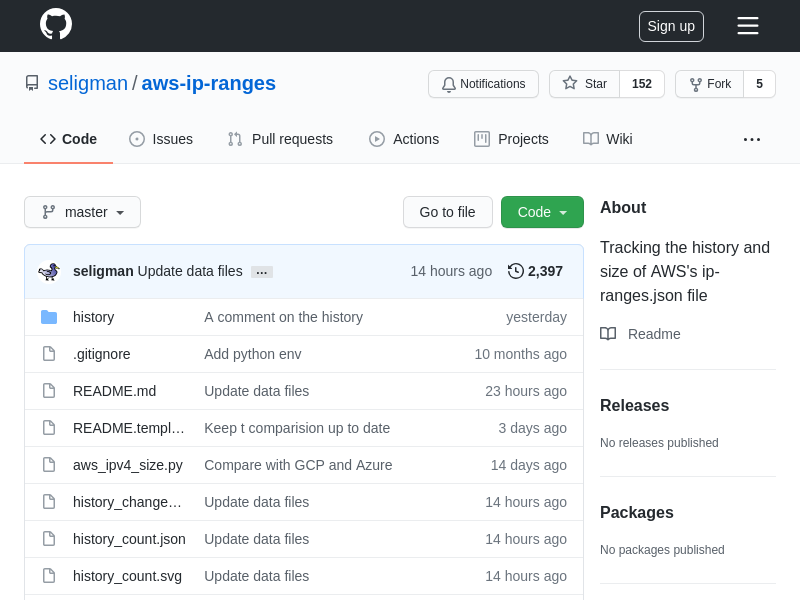 Sign up
seligman / aws-ip-ranges
Notifications
Star 152
Fork 5
Code
Issues
Pull requests
Actions
Projects
Wiki
master
Go to file
Code
seligman Update data files
14 hours ago
2,397
history A comment on the history yesterday
.gitignore Add python env 10 months ago
README.md Update data files 23 hours ago
README.templ… Keep t comparision up to date 3 days ago
aws_ipv4_size.py Compare with GCP and Azure 14 days ago
history_change… Update data files 14 hours ago
history_count.json Update data files 14 hours ago
history_count.svg Update data files 14 hours ago
About
Tracking the history and
size of AWS's ip-
ranges.json file
Readme
Releases
No releases published
Packages
No packages published